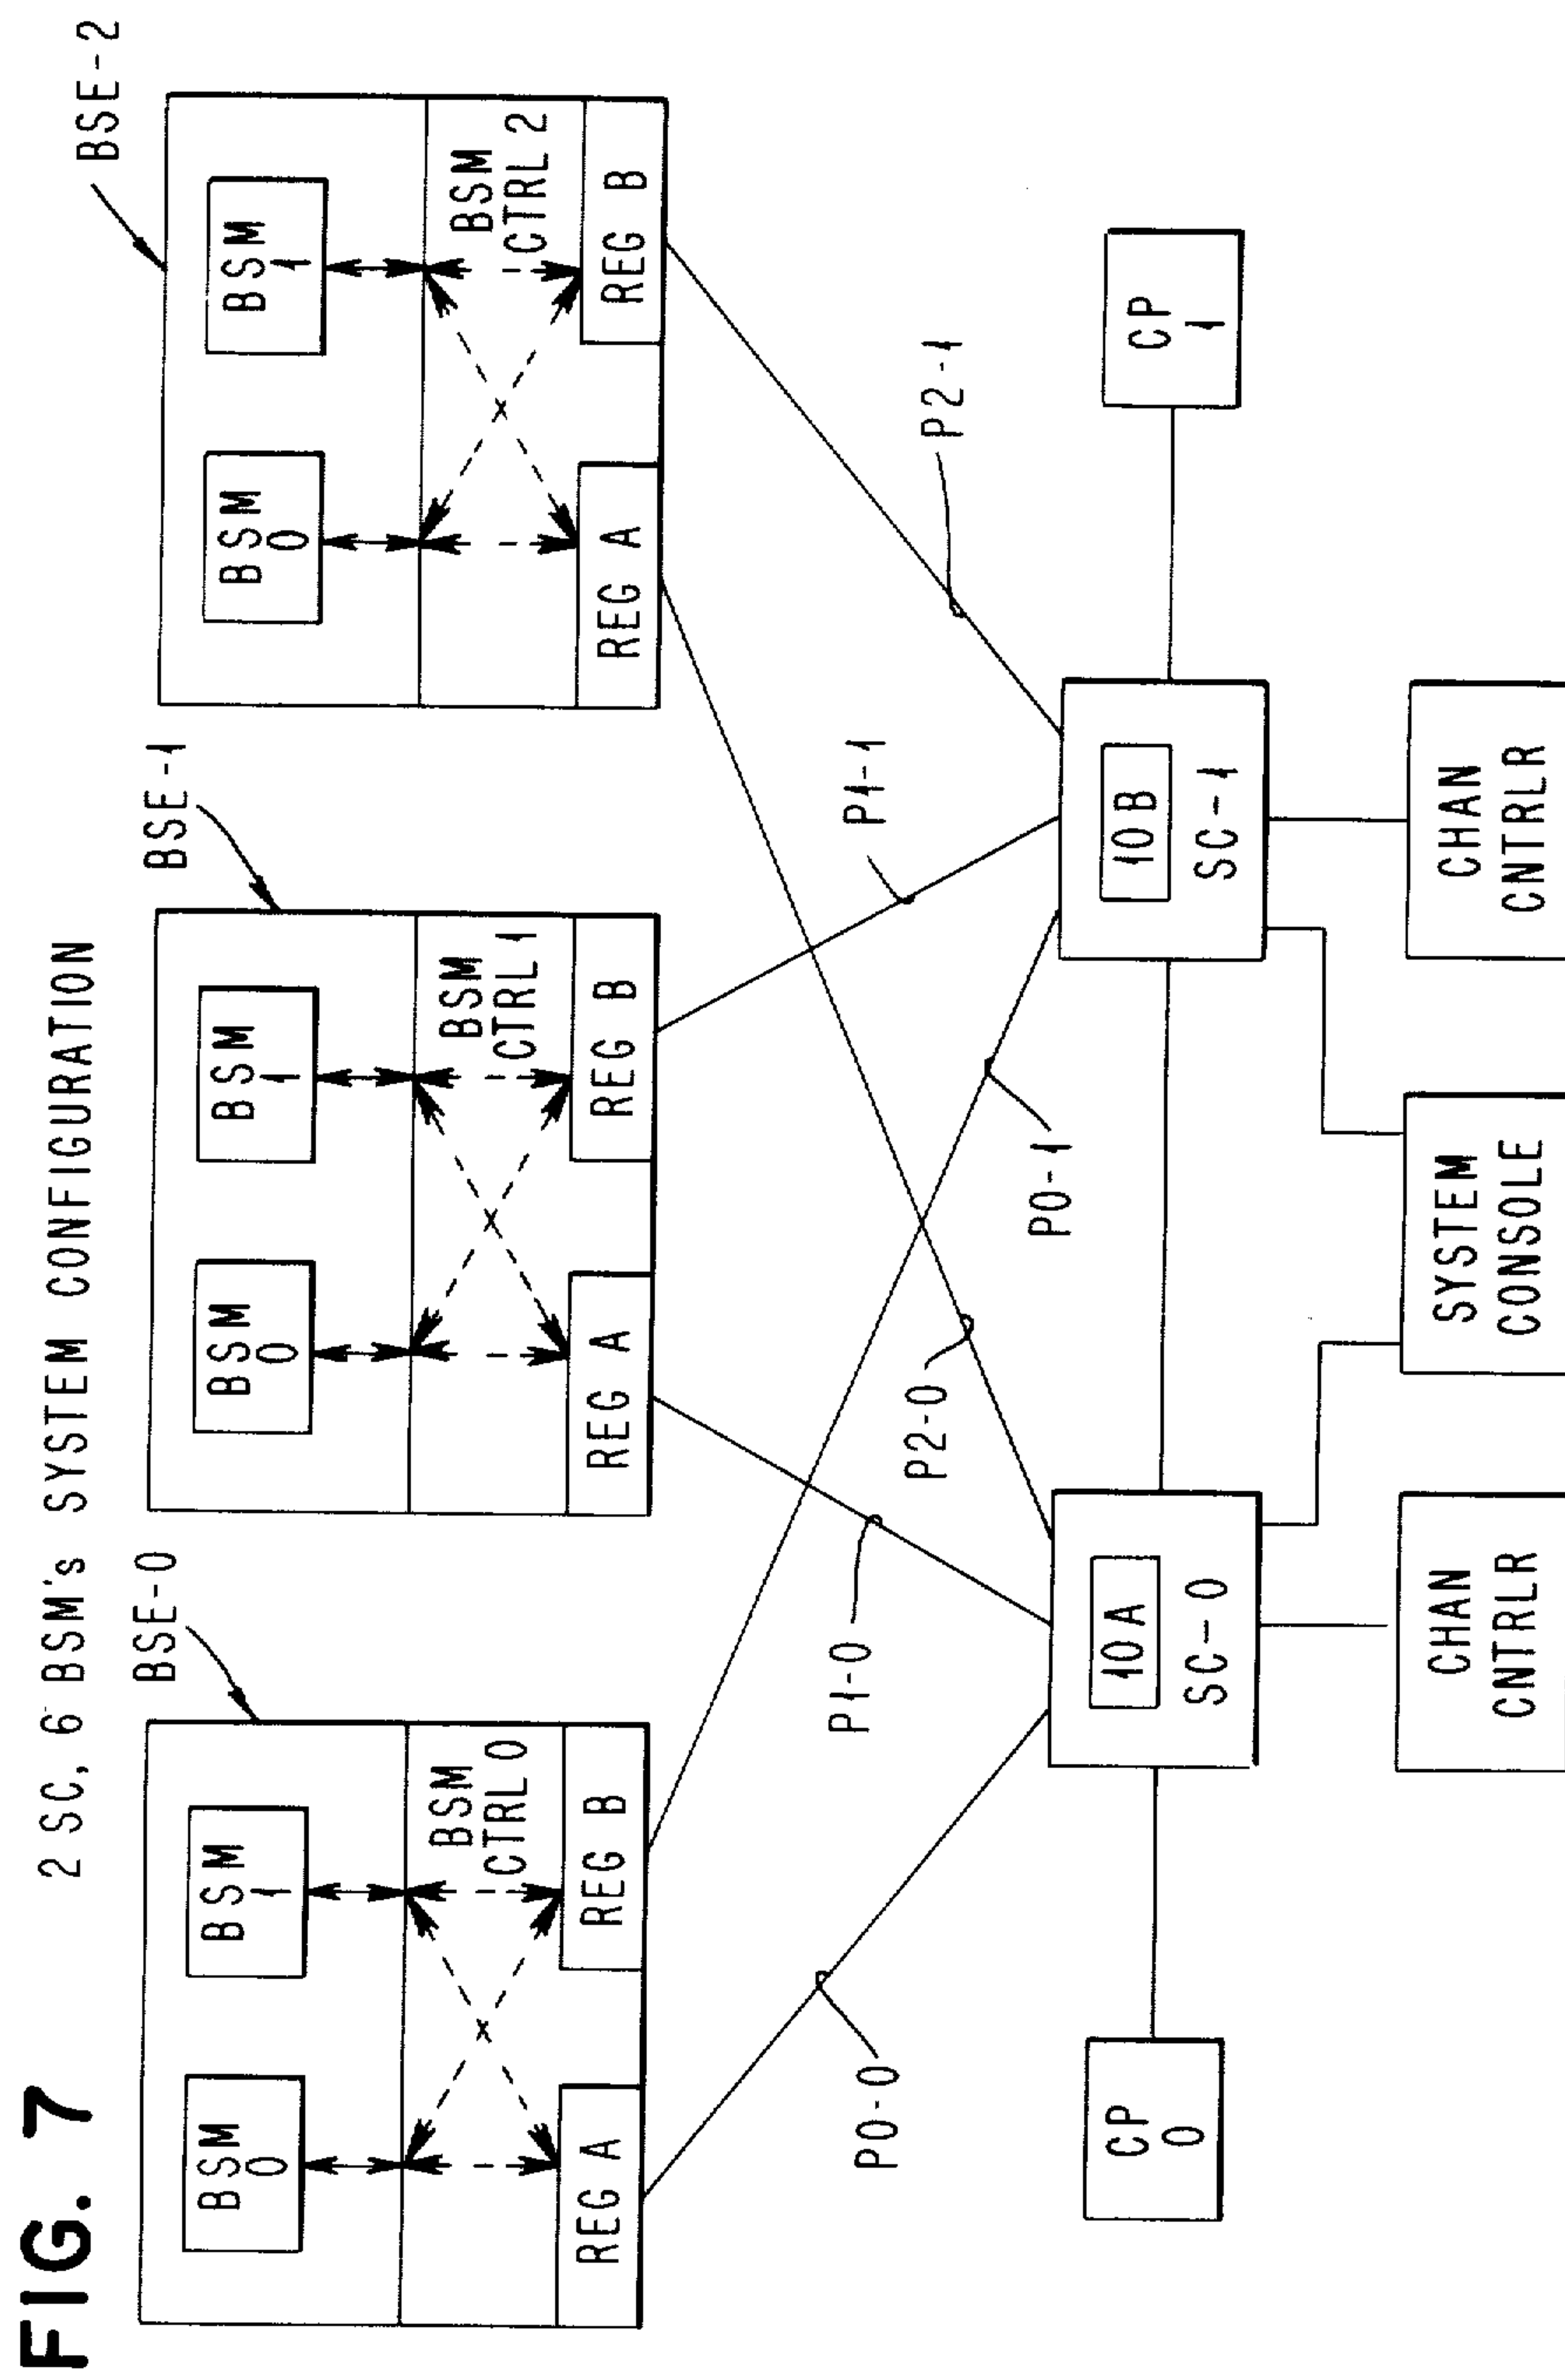 FIG. 7
2 SC, 6 BSM's SYSTEM CONFIGURATION
BSE-0
BSM
0
BSM
1
BSM
CTRL 0
REG A
REG B
BSE-1
BSM
0
BSM
1
BSM
CTRL 1
REG A
REG B
BSE-2
BSM
0
BSM
1
BSM
CTRL 2
REG A
REG B
P0-0
P1-0
P2-0
P0-1
P1-1
P2-1
CP
0
10A
SC-0
10B
SC-1
CP
1
CHAN
CNTRLR
SYSTEM
CONSOLE
CHAN
CNTRLR